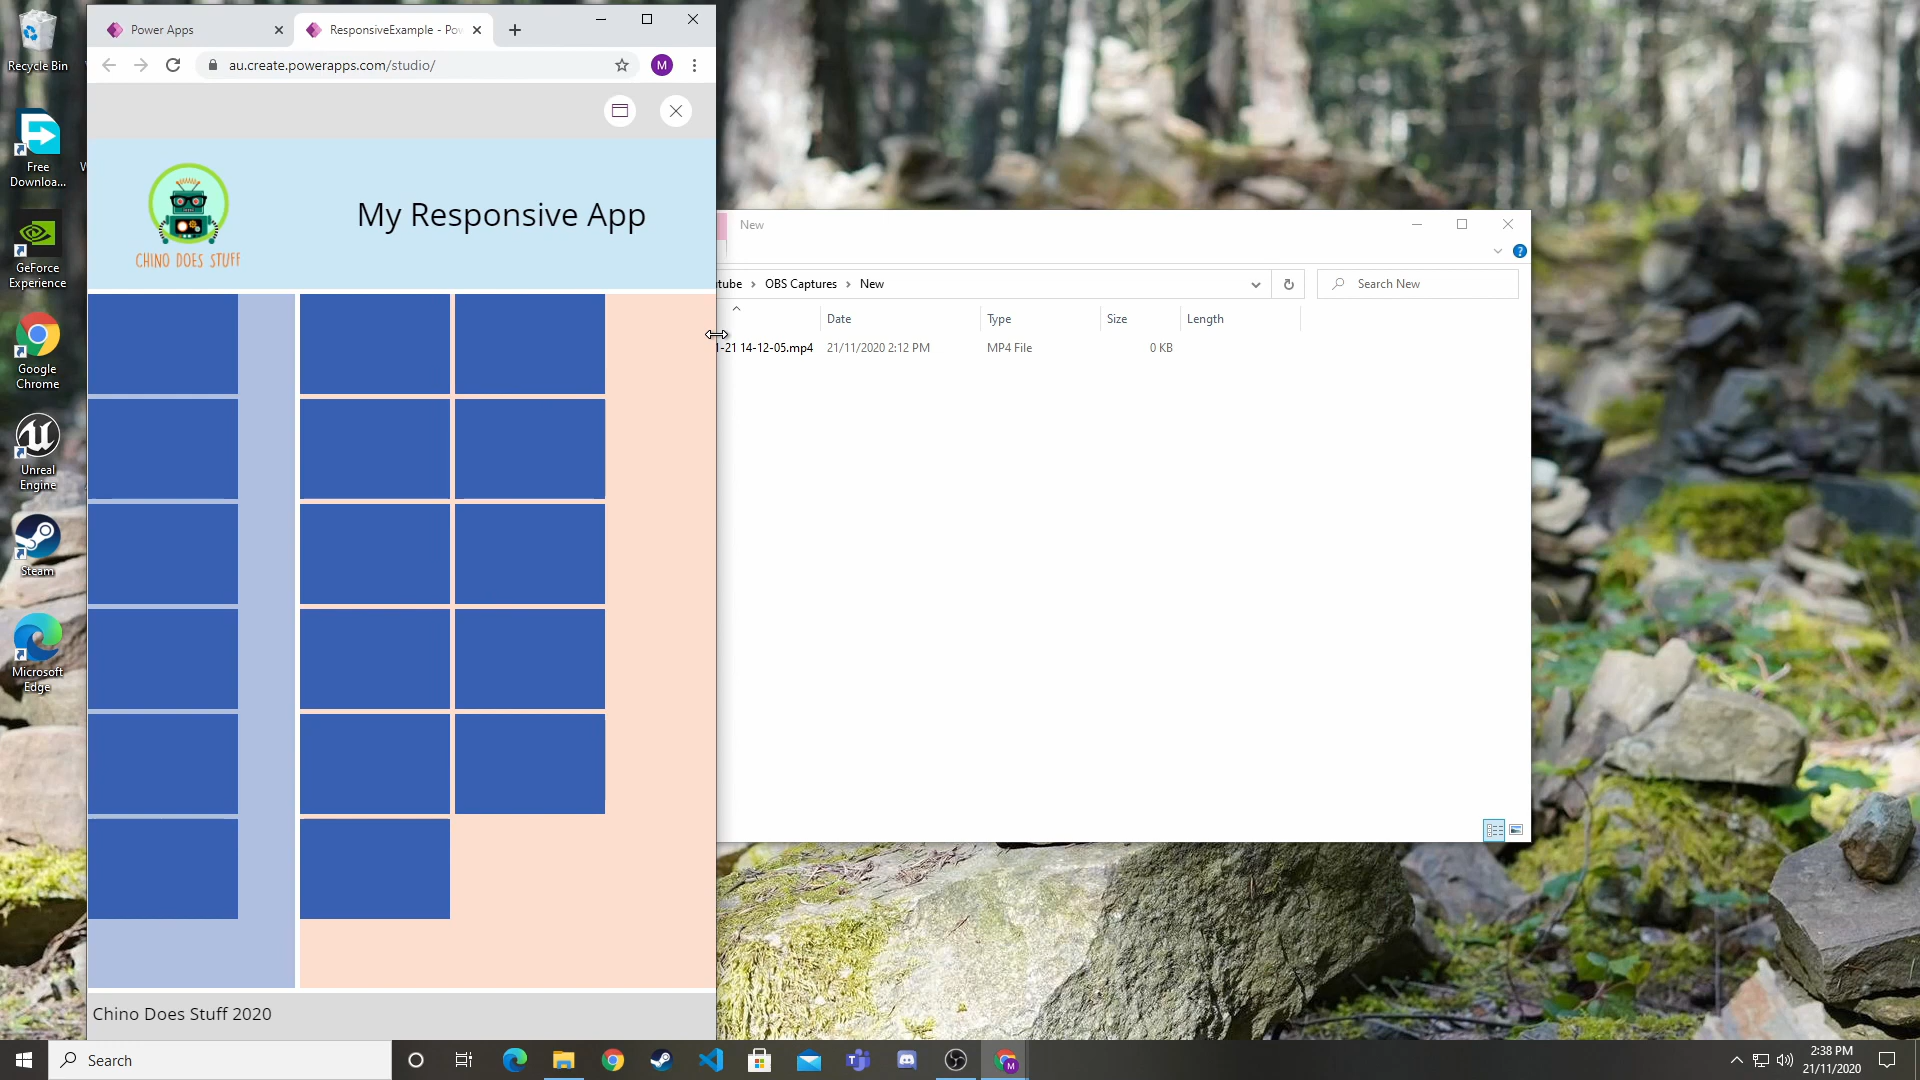 Recycle Bin
Free
Downloa...
GeForce
Experience
Google
Chrome
Unreal
Engine
Steam
Microsoft
Edge
Power Apps
ResponsiveExample - Po
au.create.powerapps.com/studio/
M
CHINO DOES STUFF
My Responsive App
Chino Does Stuff 2020
New
?
tube > OBS Captures > New
Search New
Date
Type
Size
Length
1-21 14-12-05.mp4
21/11/2020 2:12 PM
MP4 File
0 KB
Search
2:38 PM
21/11/2020